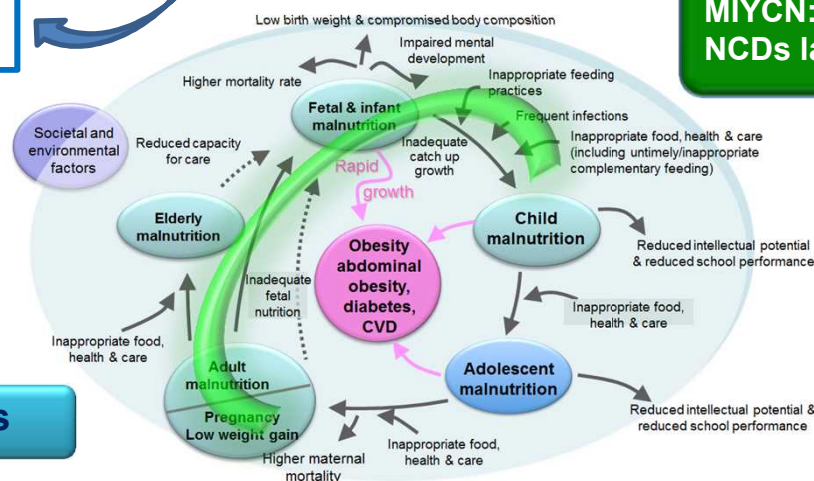 MIYCN:
NCDs la
Low birth weight & compromised body composition
Impaired mental
development
Higher mortality rate
Inappropriate feeding
practices
Fetal & infant
malnutrition
Frequent infections
Societal and
environmental
factors
Reduced capacity
for care
Inadequate
catch up
growth
Inappropriate food, health & care
(including untimely/inappropriate
complementary feeding)
Rapid
growth
Elderly
malnutrition
Child
malnutrition
Obesity
abdominal
obesity,
diabetes,
CVD
Reduced intellectual potential
& reduced school performance
Inadequate
fetal
nutrition
Inappropriate food,
health & care
Inappropriate food,
health & care
Adult
malnutrition
Adolescent
malnutrition
Pregnancy
Low weight gain
Reduced intellectual potential &
reduced school performance
Higher maternal
mortality
Inappropriate food,
health & care
s